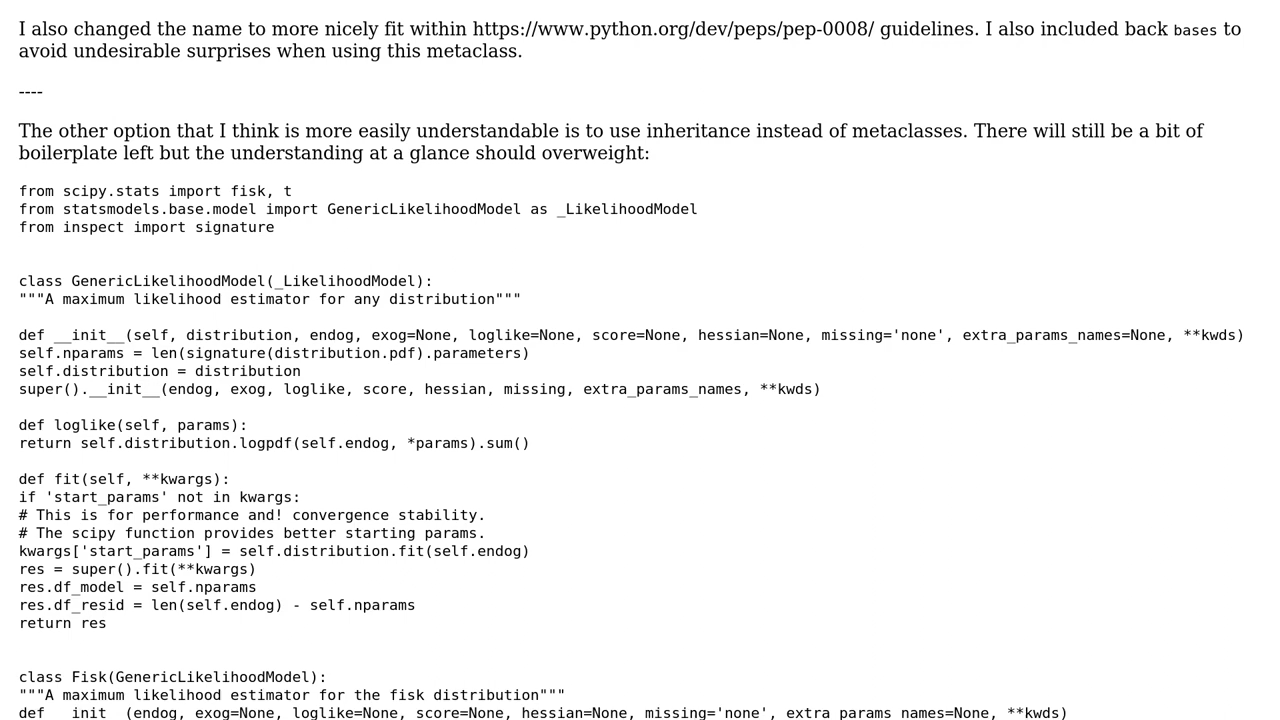 I also changed the name to more nicely fit within https://www.python.org/dev/peps/pep-0008/ guidelines. I also included back bases to
avoid undesirable surprises when using this metaclass.
----
The other option that I think is more easily understandable is to use inheritance instead of metaclasses. There will still be a bit of
boilerplate left but the understanding at a glance should overweight:
from scipy.stats import fisk, t
from statsmodels.base.model import GenericLikelihoodModel as _LikelihoodModel
from inspect import signature
class GenericLikelihoodModel(_LikelihoodModel):
"""A maximum likelihood estimator for any distribution"""
def __init__(self, distribution, endog, exog=None, loglike=None, score=None, hessian=None, missing='none', extra_params_names=None, **kwds)
self.nparams = len(signature(distribution.pdf).parameters)
self.distribution = distribution
super().__init__(endog, exog, loglike, score, hessian, missing, extra_params_names, **kwds)
def loglike(self, params):
return self.distribution.logpdf(self.endog, *params).sum()
def fit(self, **kwargs):
if 'start_params' not in kwargs:
# This is for performance and! convergence stability.
# The scipy function provides better starting params.
kwargs['start_params'] = self.distribution.fit(self.endog)
res = super().fit(**kwargs)
res.df_model = self.nparams
res.df_resid = len(self.endog) - self.nparams
return res
class Fisk(GenericLikelihoodModel):
"""A maximum likelihood estimator for the fisk distribution"""
def __init__(endog, exog=None, loglike=None, score=None, hessian=None, missing='none', extra_params_names=None, **kwds)